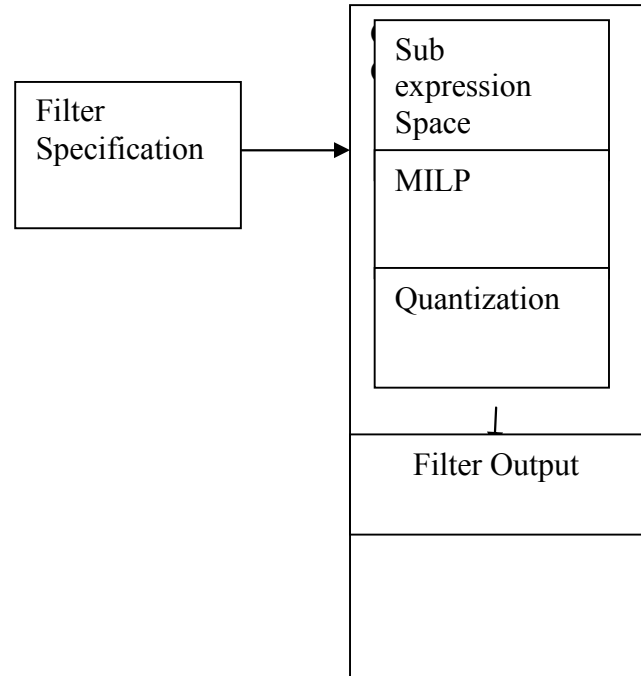 Filter
Specification
Sub
expression
Space
MILP
Quantization
Filter Output